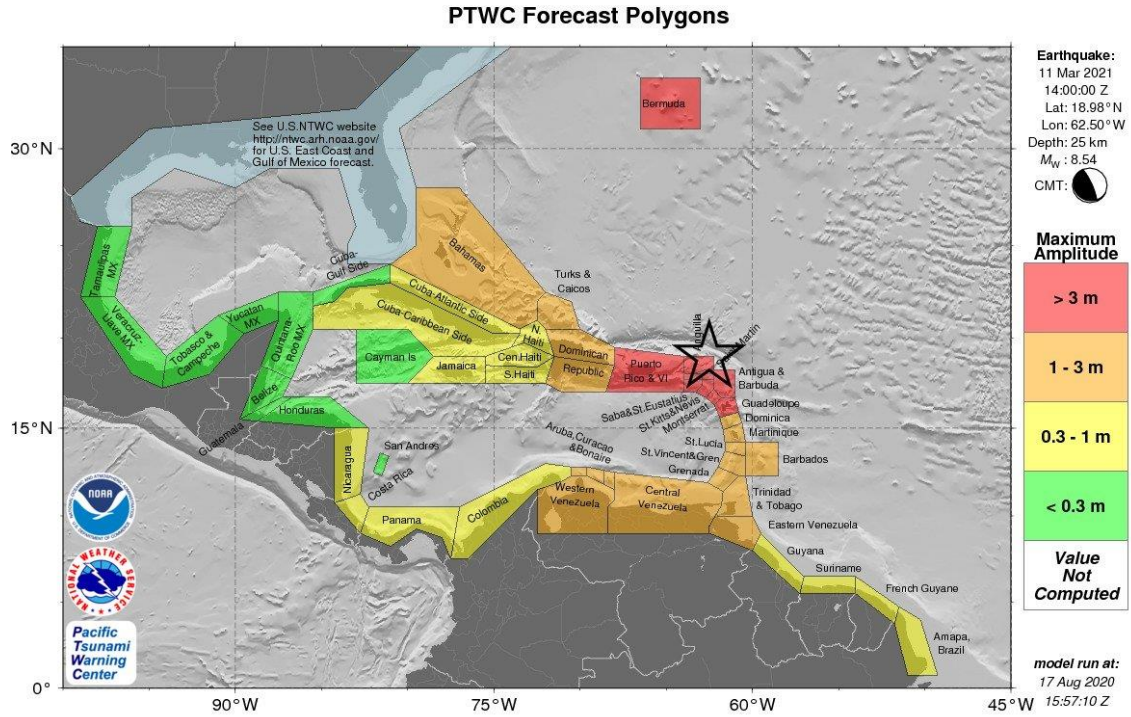 PTWC Forecast Polygons
Earthquake:
11 Mar 2021
14:00:00 Z
Lat: 18.98°N
Lon: 62.50°W
Depth: 25 km
Mw : 8.54
CMT:
Maximum
Amplitude
> 3 m
1 - 3 m
0.3 - 1 m
< 0.3 m
Value
Not
Computed
model run at:
17 Aug 2020
15:57:10 Z
30°N
15°N
0°
90°W
75°W
60°W
45°W
See U.S.NTWC website
http://ntwc.arh.noaa.gov/
for U.S. East Coast and
Gulf of Mexico forecast.
Bermuda
Tamaulipas
MX
Veracruz-
Llave MX
Tobasco &
Campeche
Yucatan
MX
Quintana
Roo MX
Belize
Guatemala
Honduras
Nicaragua
San Andres
Costa Rica
Panama
Colombia
Cuba-
Gulf Side
Cuba-Atlantic Side
Cuba-Caribbean Side
Cayman Is
Jamaica
Bahamas
Turks &
Caicos
N.
Haiti
Cen.Haiti
S.Haiti
Dominican
Republic
Puerto
Rico & VI
Anguilla
Martin
Antigua &
Barbuda
Saba&St.Eustatius
St.Kitts&Nevis
Montserrat
Guadeloupe
Dominica
Martinique
St.Lucia
St.Vincent&Gren
Barbados
Grenada
Aruba,Curacao
&Bonaire
Western
Venezuela
Central
Venezuela
Trinidad
& Tobago
Eastern Venezuela
Guyana
Suriname
French Guyane
Amapa,
Brazil
NOAA
NATIONAL WEATHER SERVICE
Pacific
Tsunami
Warning
Center